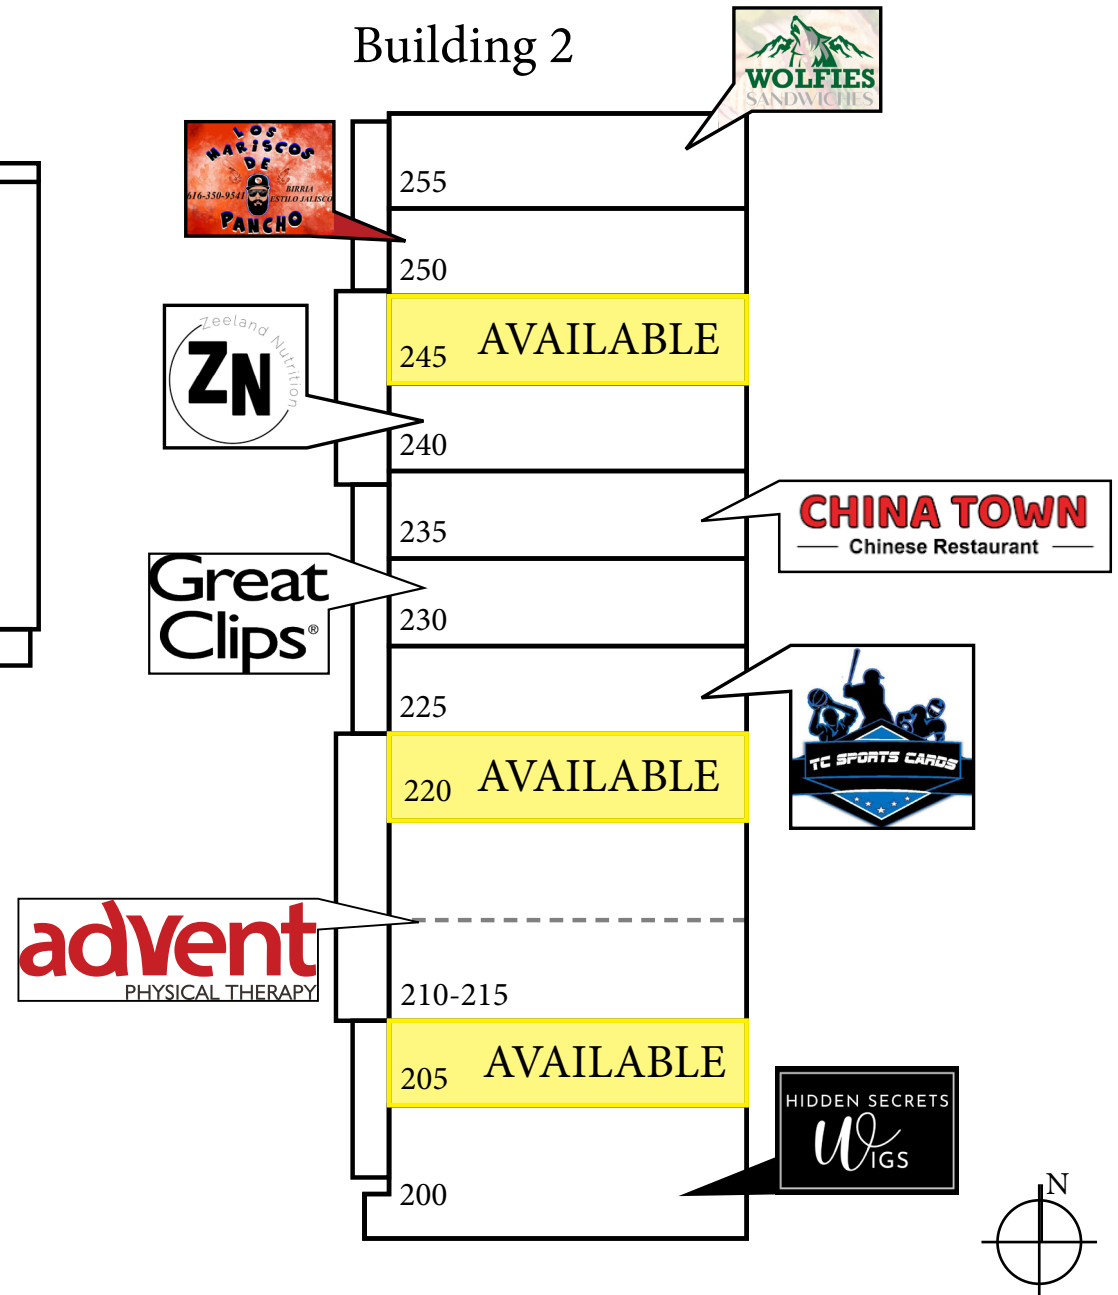 Building 2
WOLFIES
SANDWICHES
255
LOS
MARISCOS
DE
616-350-9541
BIRRIA
ESTILO JALISCO
PANCHO
250
245 AVAILABLE
Zeeland Nutrition
ZN
240
235
CHINA TOWN
Chinese Restaurant
Great
Clips®
230
225
TC SPORTS CARDS
220 AVAILABLE
advent
PHYSICAL THERAPY
210-215
205 AVAILABLE
HIDDEN SECRETS
WIGS
200
N